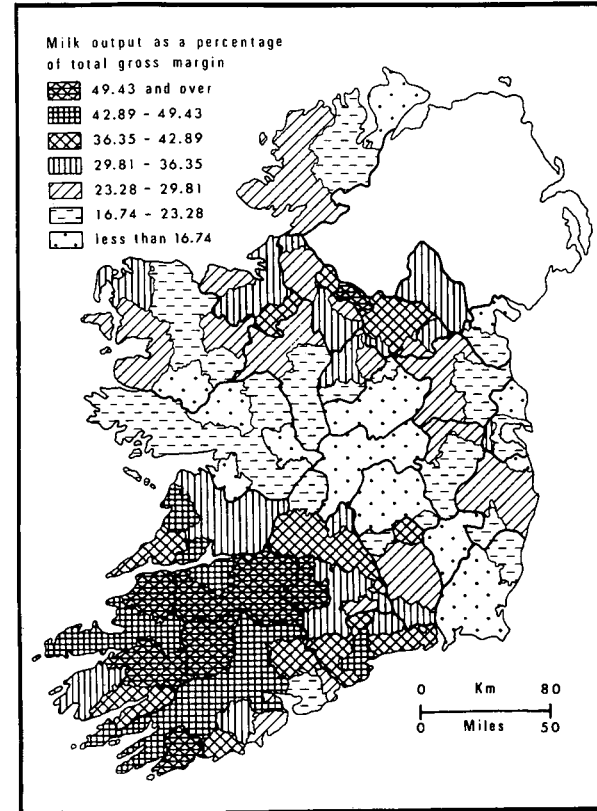 Milk output as a percentage
of total gross margin
49.43 and over
42.89 - 49.43
36.35 - 42.89
29.81 - 36.35
23.28 - 29.81
16.74 - 23.28
less than 16.74
0 Km 80
0 Miles 50